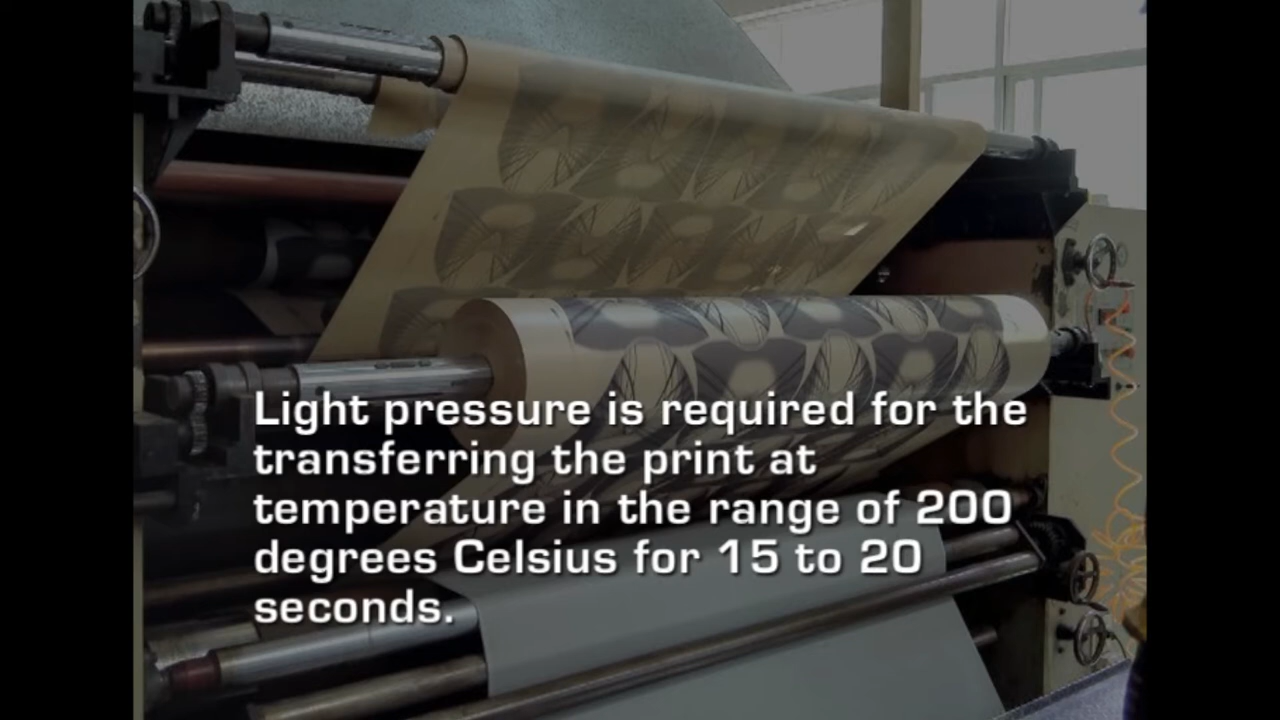 Light pressure is required for the
transferring the print at
temperature in the range of 200
degrees Celsius for 15 to 20
seconds.